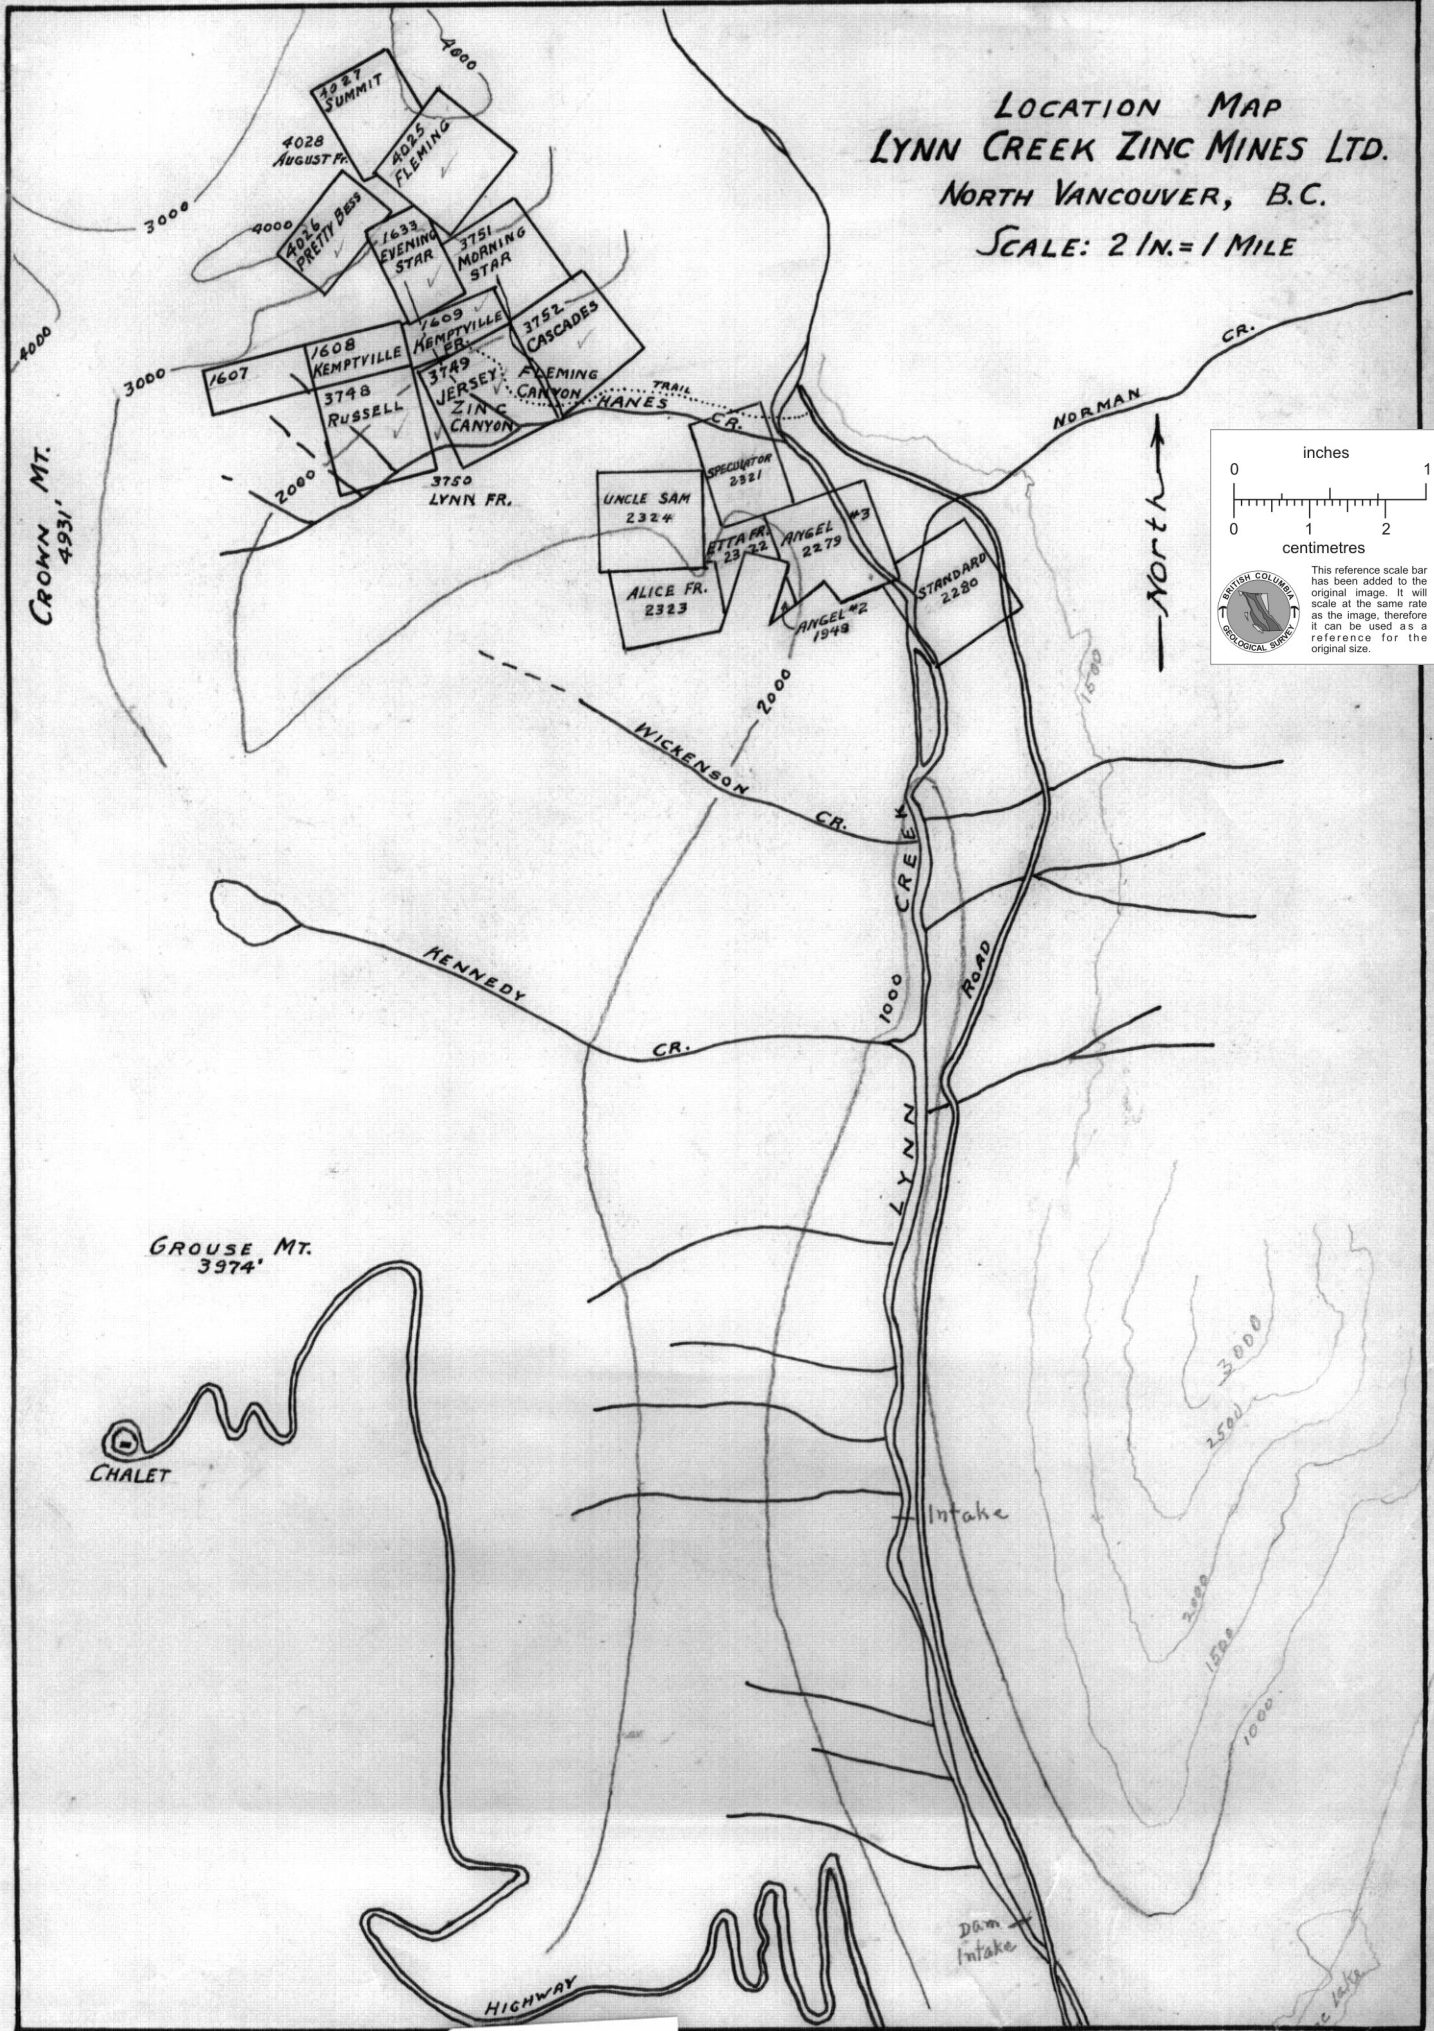 LOCATION MAP
LYNN CREEK ZINC MINES LTD.
NORTH VANCOUVER, B.C.
SCALE: 2 IN. = 1 MILE
4000
4027
SUMMIT
4028
AUGUST Fr.
4025
FLEMING
3000
4000
4026
PRETTY BESS
1633
EVENING
STAR
3751
MORNING
STAR
4000
3000
1607
1608
KEMPTVILLE
1609
KEMPTVILLE
FR.
3752
CASCADES
3748
RUSSELL
3749
JERSEY
ZINC
CANYON
FLEMING
CANYON
TRAIL
HANES
CR.
NORMAN
CR.
2000
3750
LYNN FR.
CROWN MT.
4931'
UNCLE SAM
2324
SPECULATOR
2321
ETTA FR.
2322
ANGEL #3
2279
ALICE FR.
2323
ANGEL #2
1948
STANDARD
2280
North
inches
0 1
0 1 2
centimetres
BRITISH COLUMBIA
GEOLOGICAL SURVEY
This reference scale bar
has been added to the
original image. It will
scale at the same rate
as the image, therefore
it can be used as a
reference for the
original size.
1500
2000
WICKENSON
CR.
KENNEDY
CR.
1000
LYNN CREEK
ROAD
GROUSE MT.
3974'
CHALET
3000
2500
Intake
2000
1500
1000
Dam
Intake
HIGHWAY
Lake